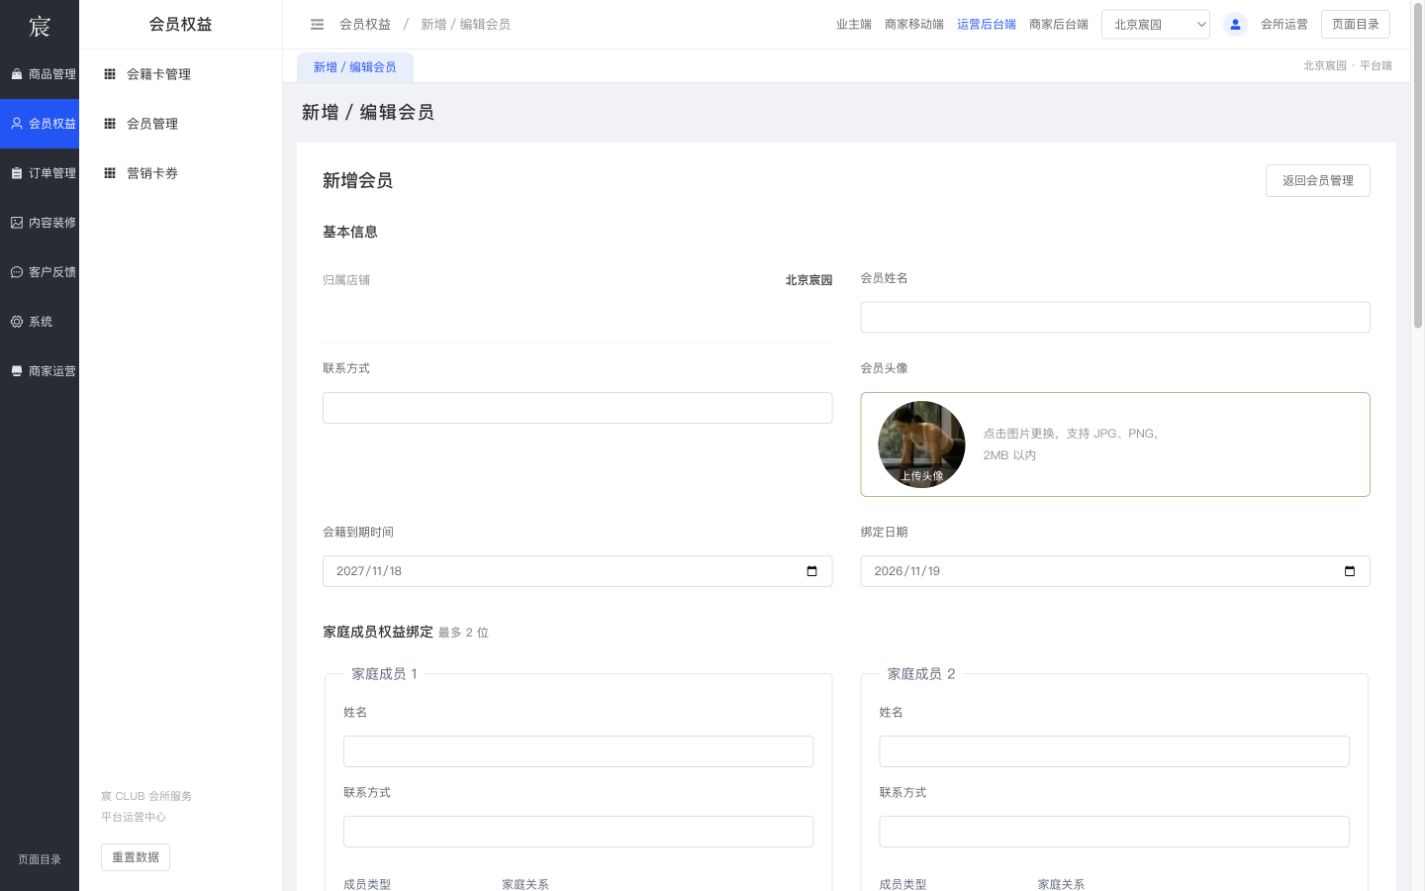 宸
商品管理
会员权益
订单管理
内容装修
客户反馈
系统
商家运营
页面目录
会员权益
会籍卡管理
会员管理
营销卡券
宸 CLUB 会所服务
平台运营中心
重置数据
会员权益 / 新增 / 编辑会员
业主端 商家移动端 运营后台端 商家后台端 北京宸园 会所运营 页面目录
新增 / 编辑会员
北京宸园 · 平台端
新增 / 编辑会员
新增会员
返回会员管理
基本信息
归属店铺 北京宸园
会员姓名
联系方式
会员头像
上传头像
点击图片更换，支持 JPG、PNG，
2MB 以内
会籍到期时间
2027/11/18
绑定日期
2026/11/19
家庭成员权益绑定 最多 2 位
家庭成员 1
姓名
联系方式
成员类型 家庭关系
家庭成员 2
姓名
联系方式
成员类型 家庭关系